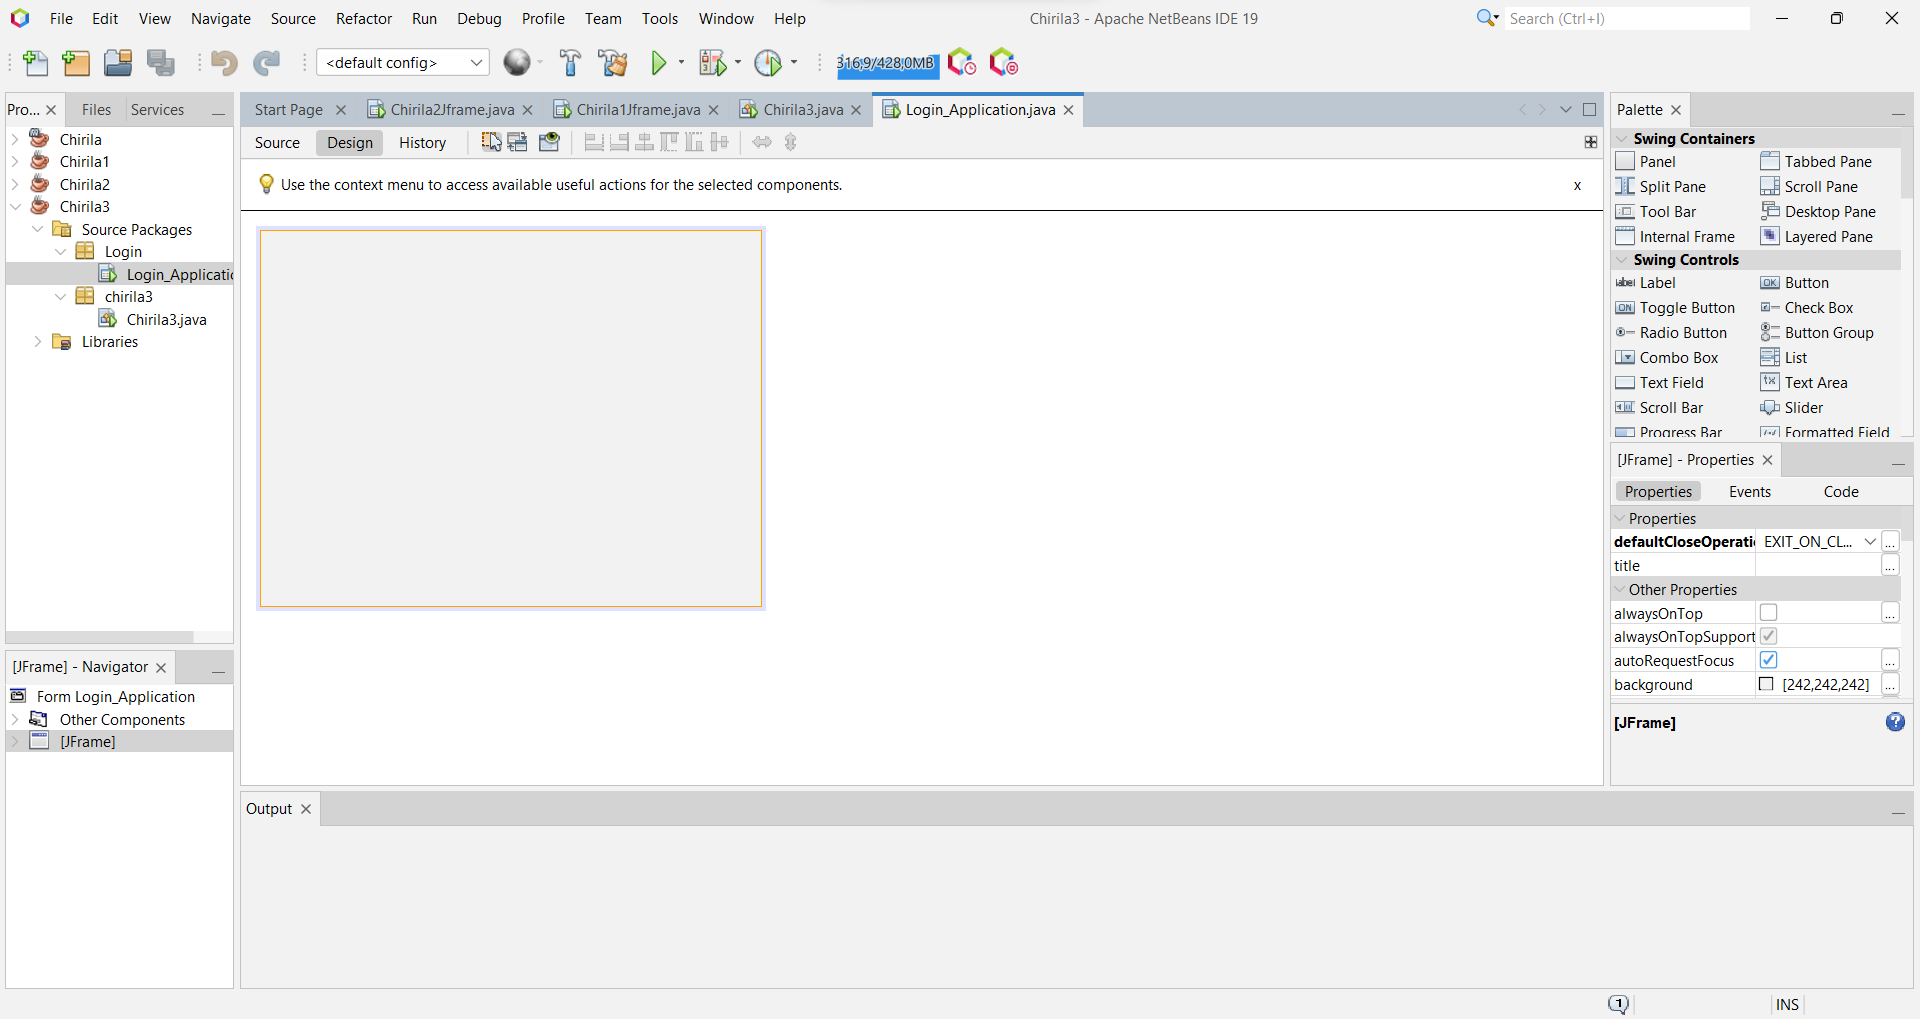 File Edit View Navigate Source Refactor Run Debug Profile Team Tools Window Help Chirila3 - Apache NetBeans IDE 19 Search (Ctrl+I)
<default config> 316,9/428,0MB
Pro... Files Services
Start Page Chirila2Jframe.java Chirila1Jframe.java Chirila3.java Login_Application.java
Palette
Source Design History
Use the context menu to access available useful actions for the selected components. x
Chirila
Chirila1
Chirila2
Chirila3
Source Packages
Login
Login_Applicatio
chirila3
Chirila3.java
Libraries
Swing Containers
Panel Tabbed Pane
Split Pane Scroll Pane
Tool Bar Desktop Pane
Internal Frame Layered Pane
Swing Controls
label Label OK Button
ON Toggle Button Check Box
Radio Button Button Group
Combo Box List
Text Field Text Area
Scroll Bar Slider
Progress Bar Formatted Field
[JFrame] - Properties
Properties Events Code
Properties
defaultCloseOperati EXIT_ON_CL... ...
title ...
Other Properties
alwaysOnTop ...
alwaysOnTopSupport
autoRequestFocus ...
background [242,242,242] ...
[JFrame] ?
[JFrame] - Navigator
Form Login_Application
Other Components
[JFrame]
Output
1 INS